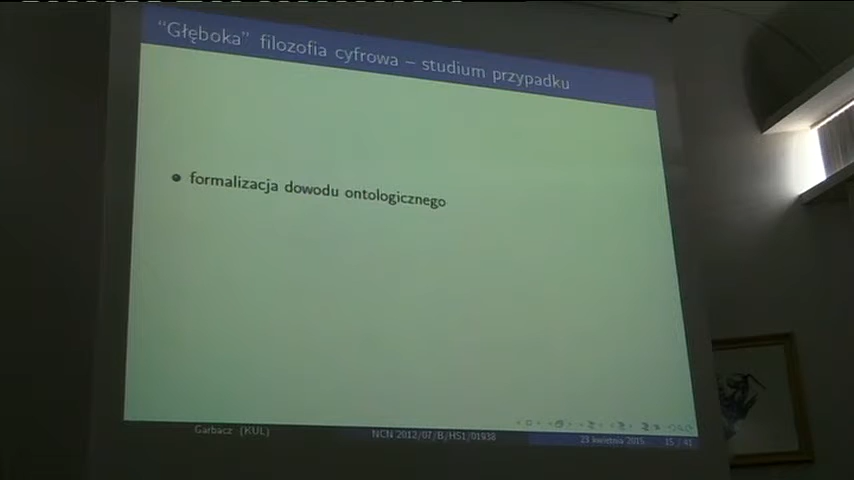 “Głęboka” filozofia cyfrowa – studium przypadku
formalizacja dowodu ontologicznego
Garbacz (KUL) NCN 2012/07/B/HS1/01938 23 kwietnia 2015 15 / 41